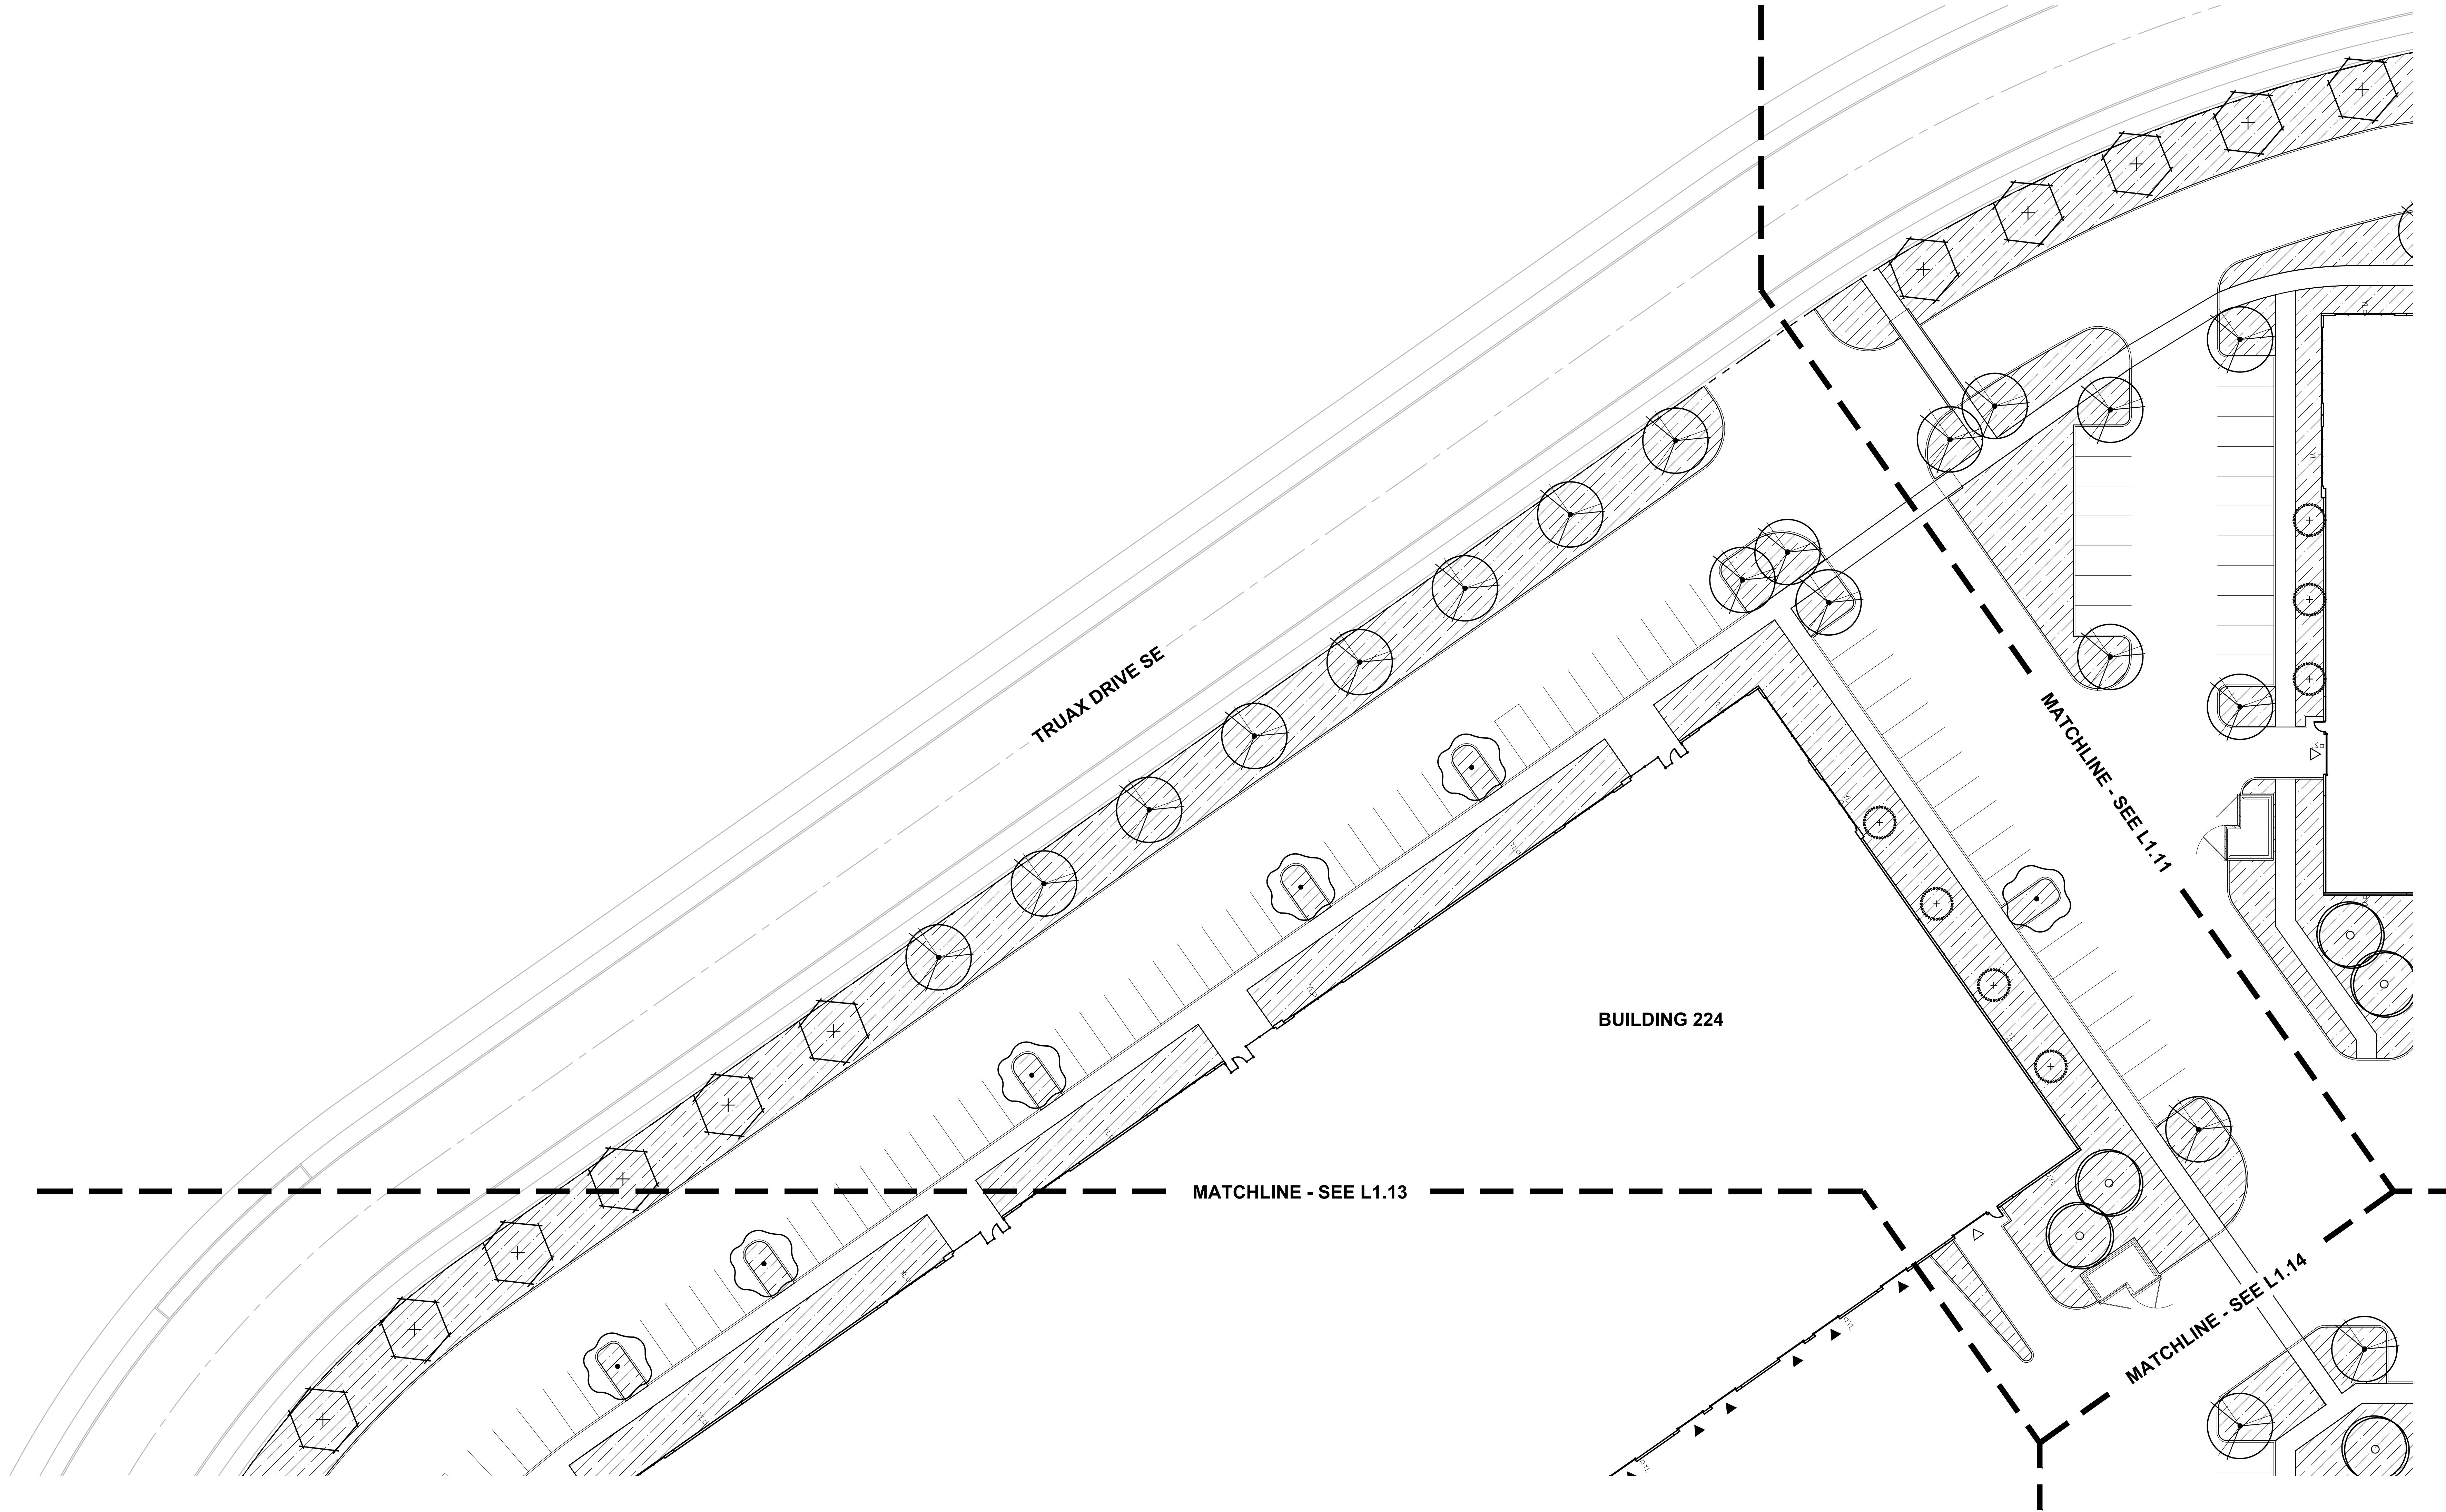 TRUAX DRIVE SE
MATCHLINE - SEE L1.11
BUILDING 224
MATCHLINE - SEE L1.13
MATCHLINE - SEE L1.14